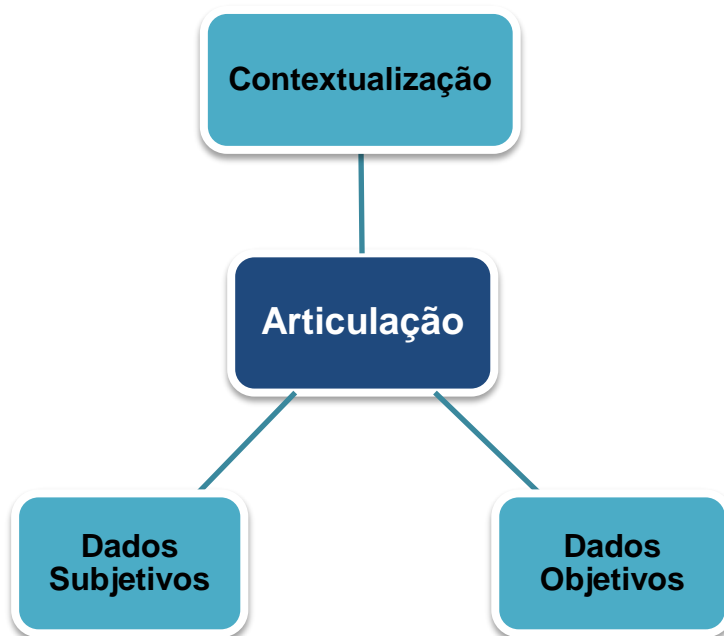 Contextualização
Articulação
Dados
Subjetivos
Dados
Objetivos